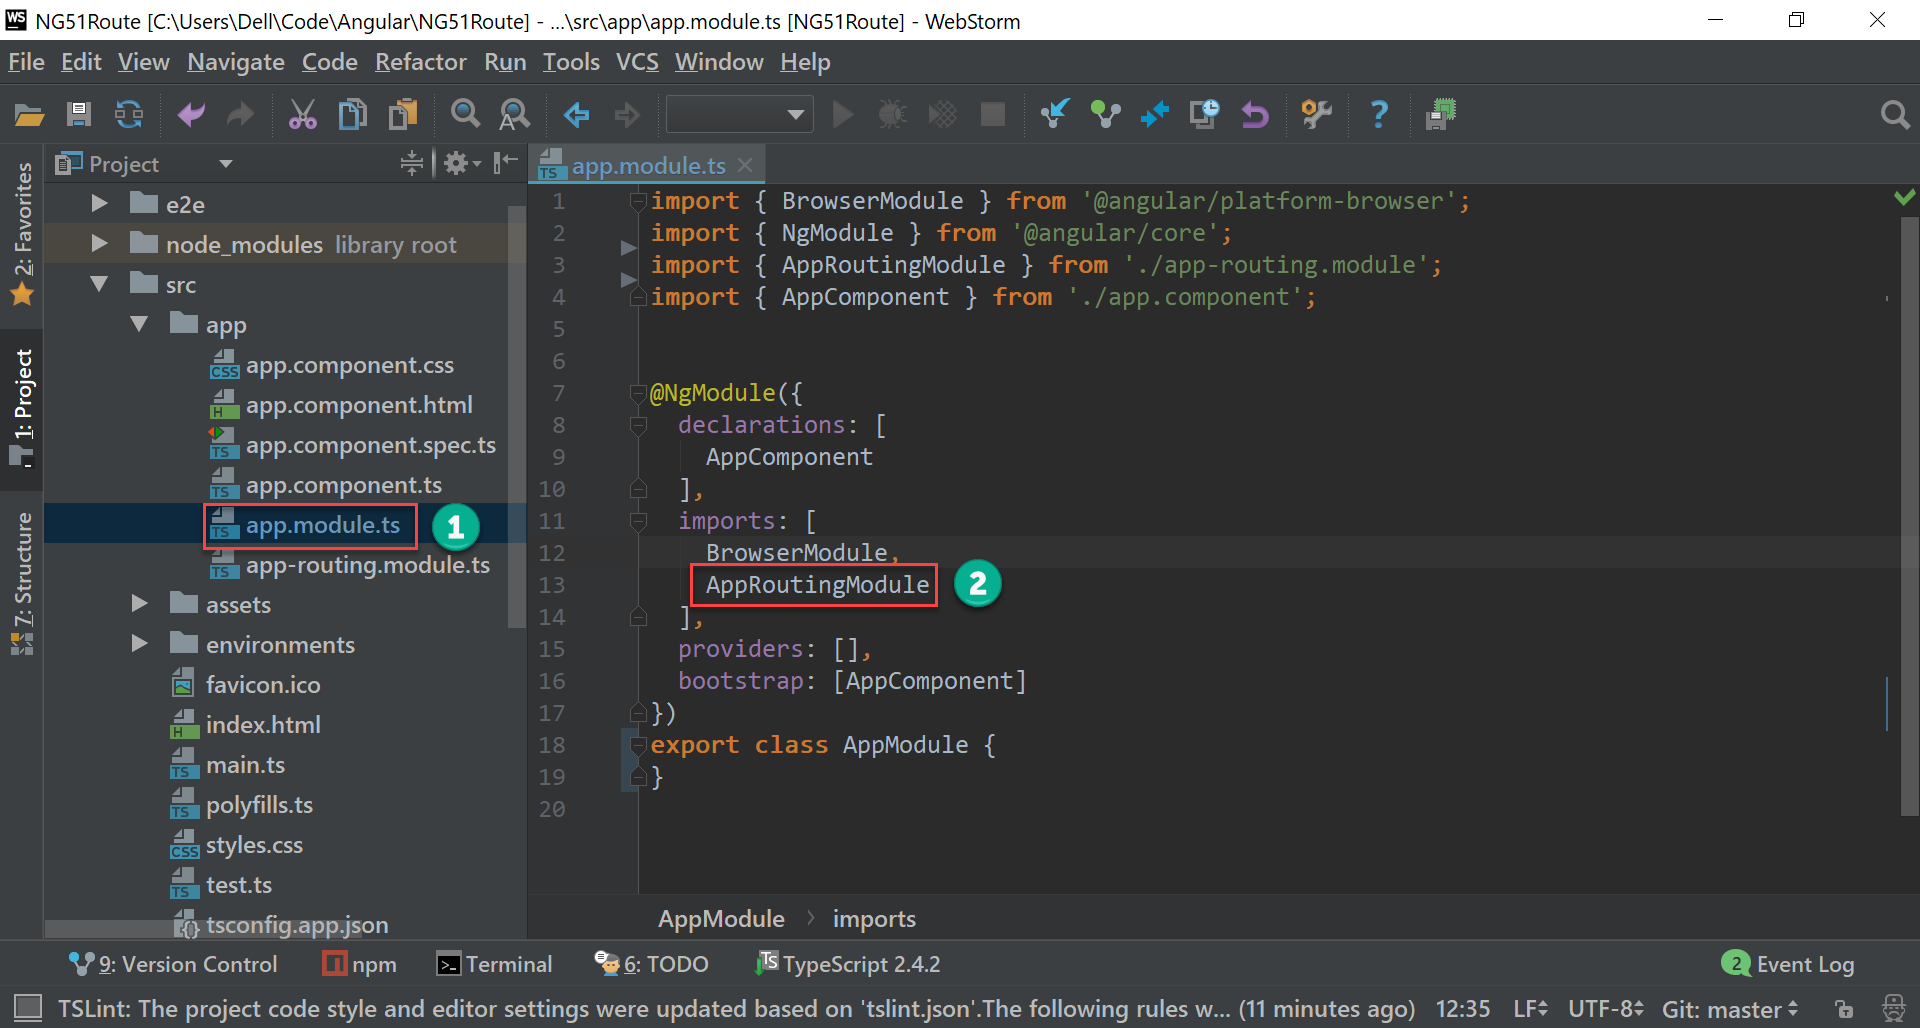 WS NG51Route [C:\Users\Dell\Code\Angular\NG51Route] - ...\src\app\app.module.ts [NG51Route] - WebStorm
File Edit View Navigate Code Refactor Run Tools VCS Window Help
Project
app.module.ts
2: Favorites
1: Project
7: Structure
e2e
node_modules library root
src
app
app.component.css
app.component.html
app.component.spec.ts
app.component.ts
app.module.ts 1
app-routing.module.ts
assets
environments
favicon.ico
index.html
main.ts
polyfills.ts
styles.css
test.ts
tsconfig.app.json
1 import { BrowserModule } from '@angular/platform-browser';
2 import { NgModule } from '@angular/core';
3 import { AppRoutingModule } from './app-routing.module';
4 import { AppComponent } from './app.component';
5
6
7 @NgModule({
8 declarations: [
9 AppComponent
10 ],
11 imports: [
12 BrowserModule,
13 AppRoutingModule 2
14 ],
15 providers: [],
16 bootstrap: [AppComponent]
17 })
18 export class AppModule {
19 }
20
AppModule imports
9: Version Control npm Terminal 6: TODO TypeScript 2.4.2 2 Event Log
TSLint: The project code style and editor settings were updated based on 'tslint.json'.The following rules w... (11 minutes ago) 12:35 LF UTF-8 Git: master